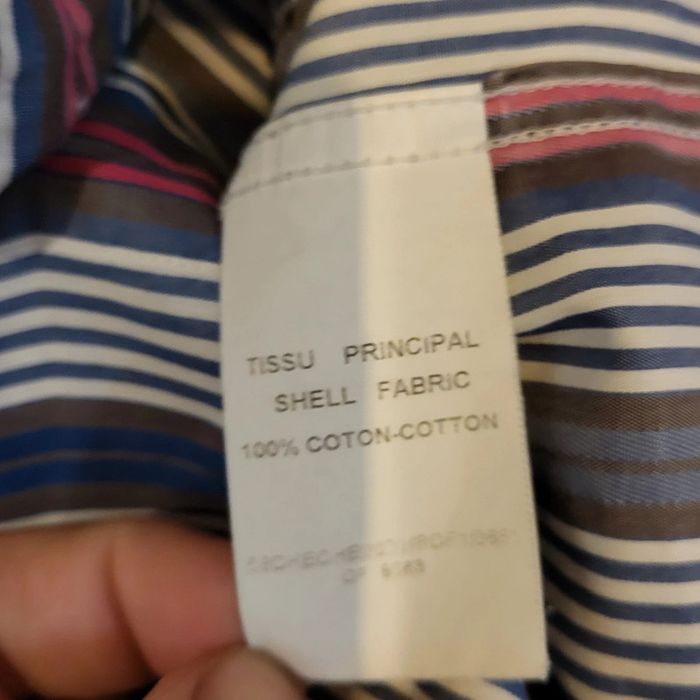 TiSSU PRiNCiPAL
SHELL FABRiC
100% COTON-COTTON